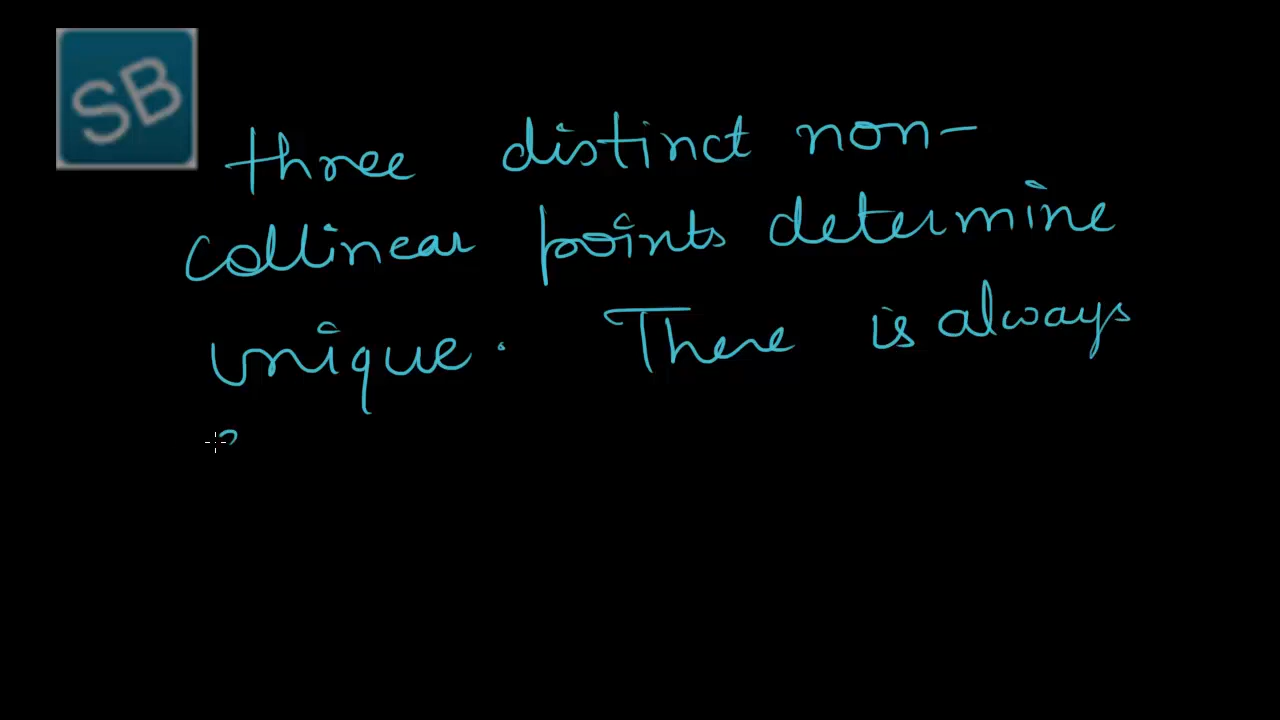 SB
three distinct non-
collinear points determine
unique. There is always